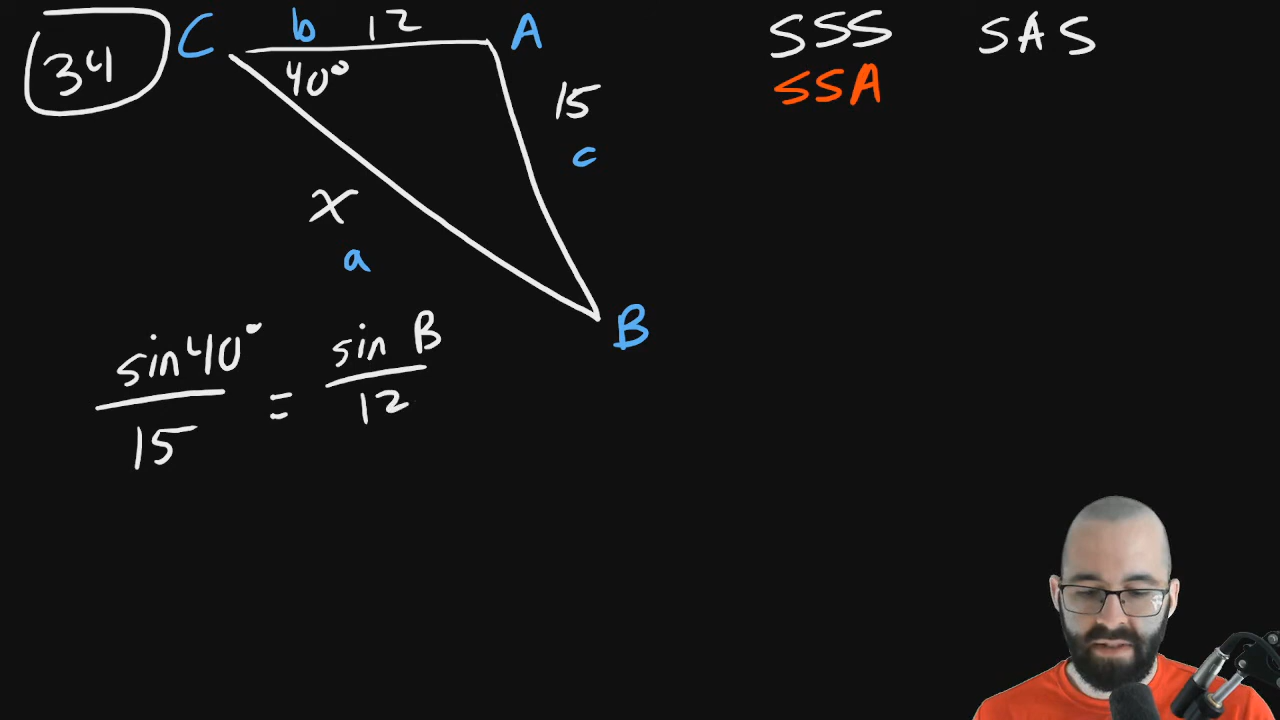 34
C b 12 A
40°
15
c
x
a
B
SSS SAS
SSA
sin 40° / 15 = sin B / 12